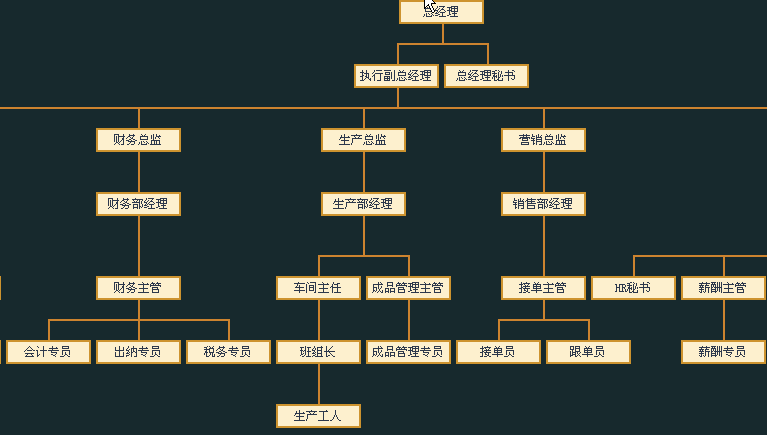 总经理
执行副总经理
总经理秘书
财务总监
生产总监
营销总监
财务部经理
生产部经理
销售部经理
财务主管
车间主任
成品管理主管
接单主管
HR秘书
薪酬主管
会计专员
出纳专员
税务专员
班组长
成品管理专员
接单员
跟单员
薪酬专员
生产工人